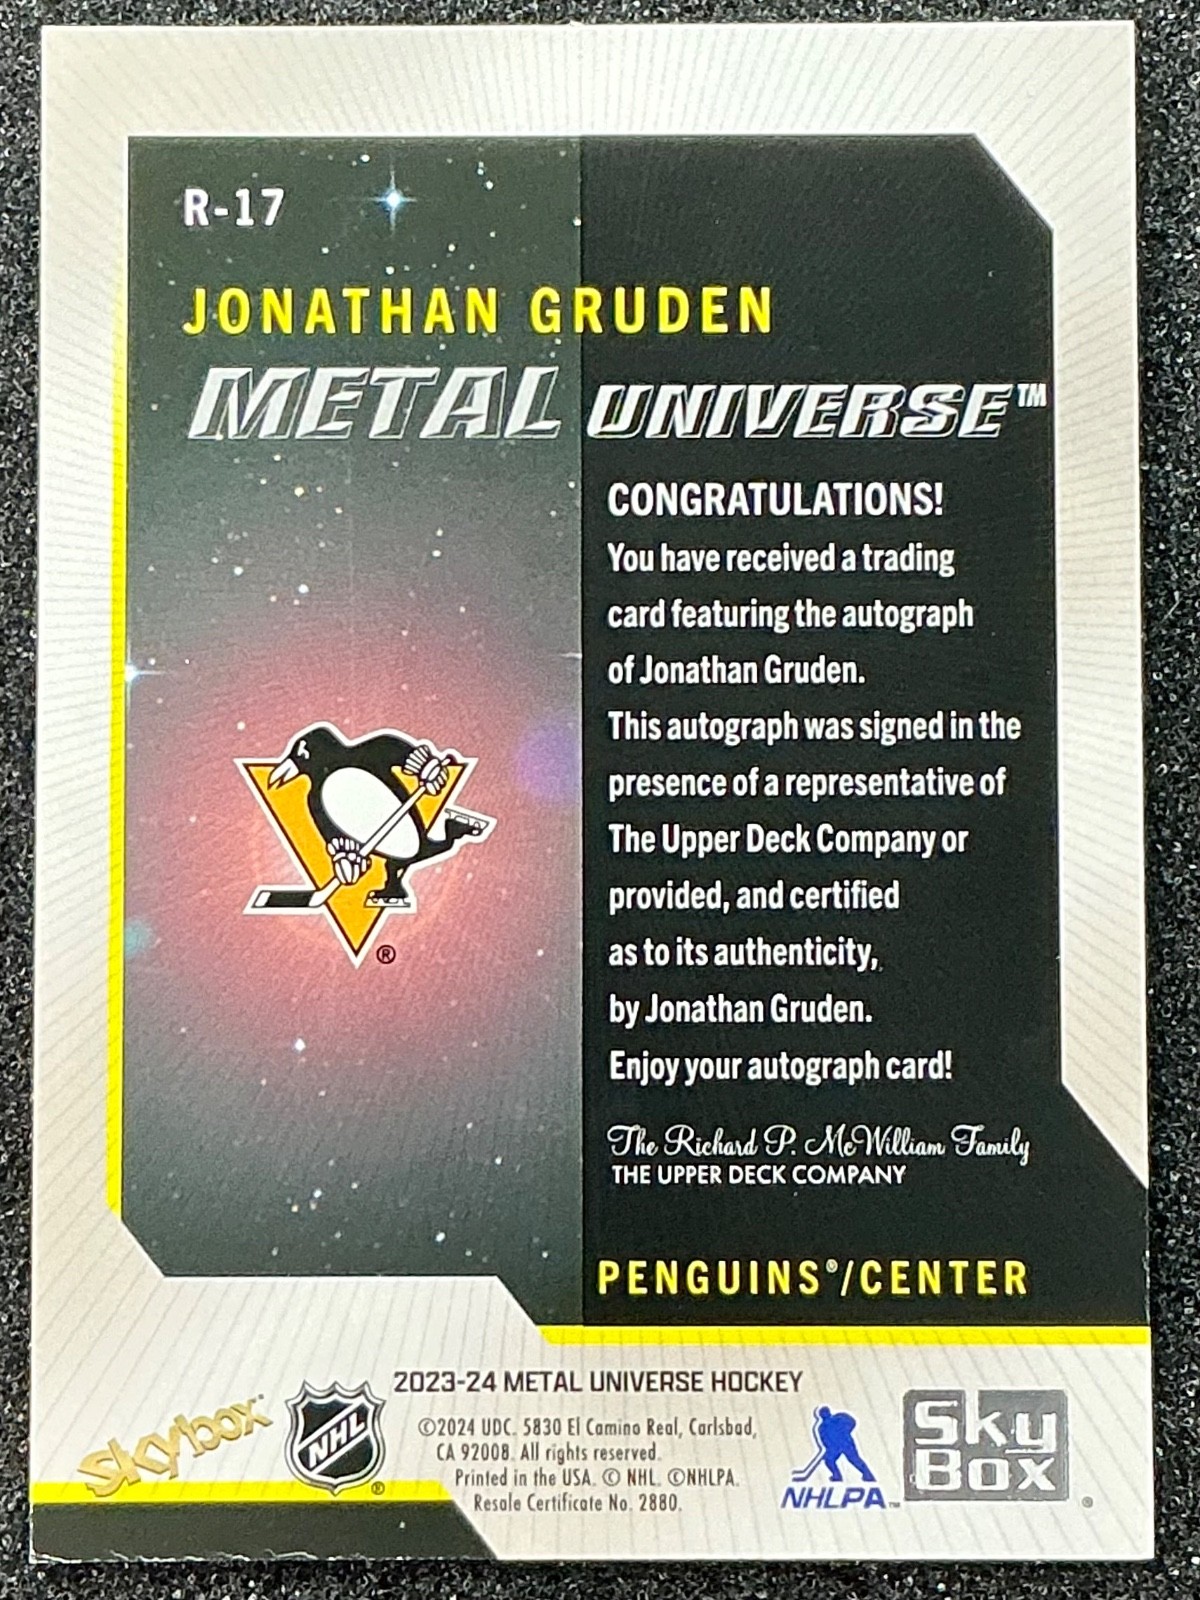 R-17
JONATHAN GRUDEN
METAL UNIVERSE™
CONGRATULATIONS!
You have received a trading
card featuring the autograph
of Jonathan Gruden.
This autograph was signed in the
presence of a representative of
The Upper Deck Company or
provided, and certified
as to its authenticity,
by Jonathan Gruden.
Enjoy your autograph card!
The Richard P. McWilliam Family
THE UPPER DECK COMPANY
®
PENGUINS®/CENTER
2023-24 METAL UNIVERSE HOCKEY
©2024 UDC. 5830 El Camino Real, Carlsbad,
CA 92008. All rights reserved.
Printed in the USA. © NHL. ©NHLPA.
Resale Certificate No. 2880.
Skybox™
NHL®
NHLPA™
Sky
Box®